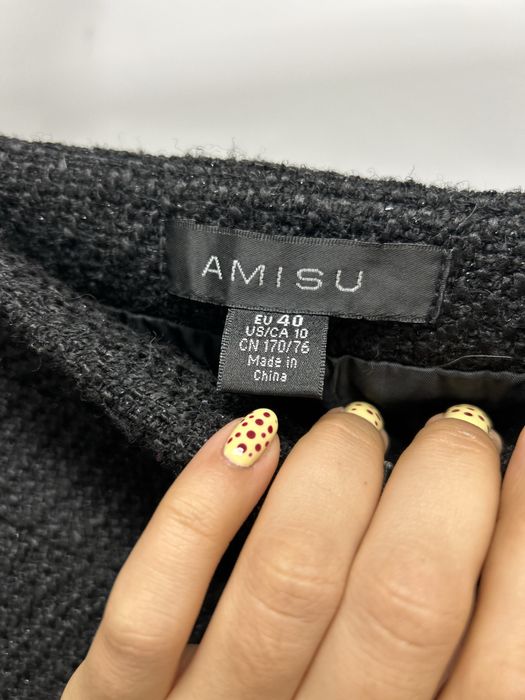 AMISU
EU 40
US/CA 10
CN 170/76
Made in
China